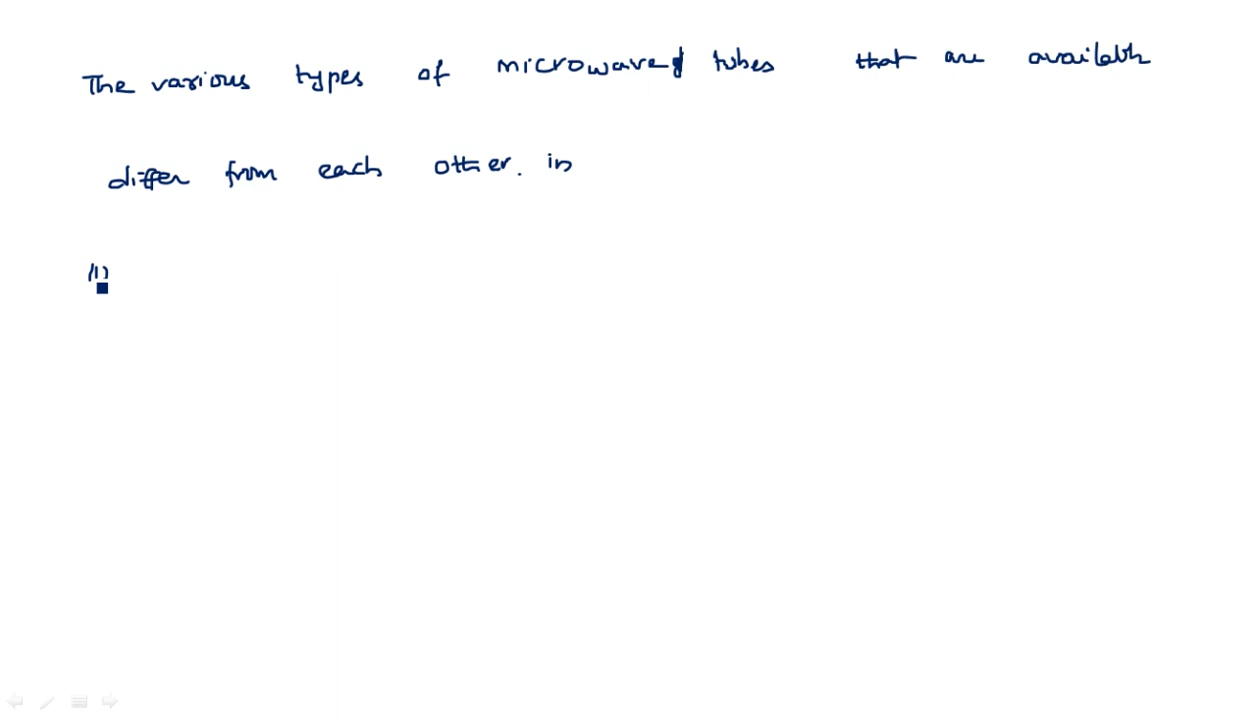 The various types of microwave tubes that are available
differ from each other. in
(1)